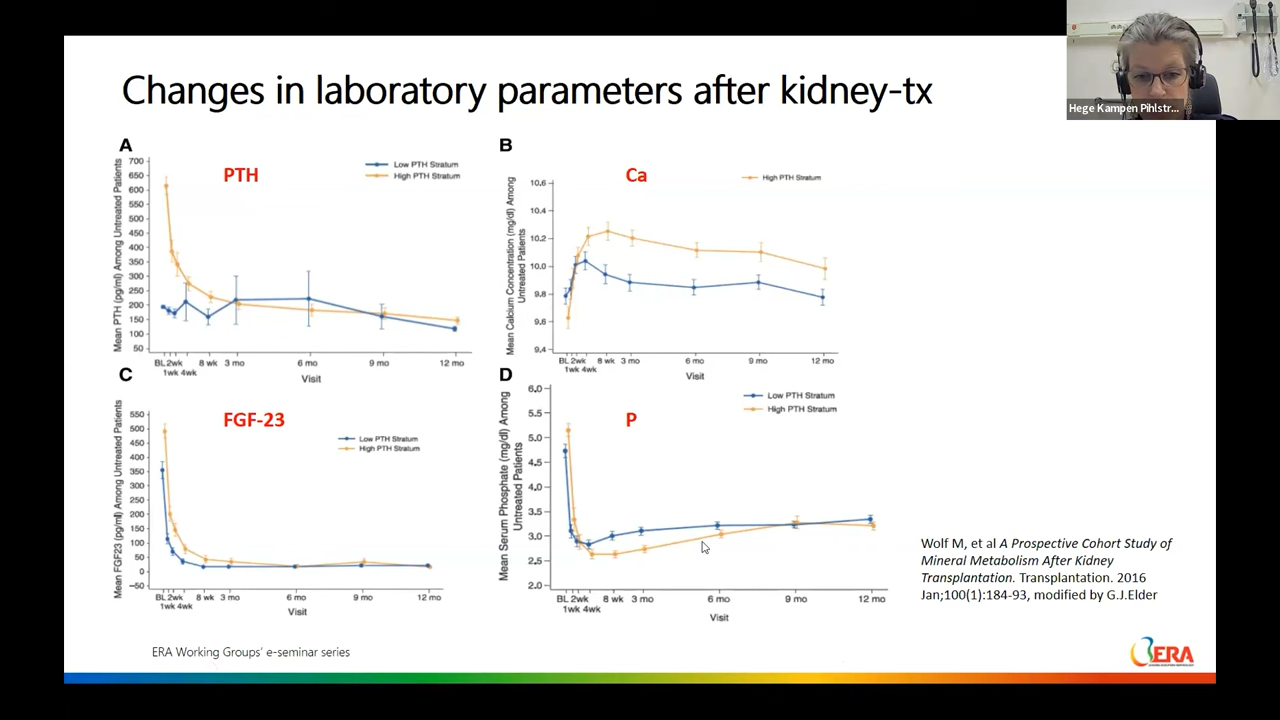 Changes in laboratory parameters after kidney-tx
Hege Kampen Pihlstr...
A
PTH
Low PTH Stratum
High PTH Stratum
Mean PTH (pg/ml) Among Untreated Patients
700
650
600
550
500
450
400
350
300
250
200
150
100
50
BL 2wk 8 wk 3 mo 6 mo 9 mo 12 mo
1wk 4wk
Visit
B
Ca
High PTH Stratum
Mean Calcium Concentration (mg/dl) Among
Untreated Patients
10.6
10.4
10.2
10.0
9.8
9.6
9.4
BL 2wk 8 wk 3 mo 6 mo 9 mo 12 mo
1wk 4wk
Visit
C
FGF-23
Low PTH Stratum
High PTH Stratum
Mean FGF23 (pg/ml) Among Untreated Patients
550
500
450
400
350
300
250
200
150
100
50
0
−50
BL 2wk 8 wk 3 mo 6 mo 9 mo 12 mo
1wk 4wk
Visit
D
P
Low PTH Stratum
High PTH Stratum
Mean Serum Phosphate (mg/dl) Among
Untreated Patients
6.0
5.5
5.0
4.5
4.0
3.5
3.0
2.5
2.0
BL 2wk 8 wk 3 mo 6 mo 9 mo 12 mo
1wk 4wk
Visit
Wolf M, et al A Prospective Cohort Study of
Mineral Metabolism After Kidney
Transplantation. Transplantation. 2016
Jan;100(1):184-93, modified by G.J.Elder
ERA Working Groups' e-seminar series
ERA